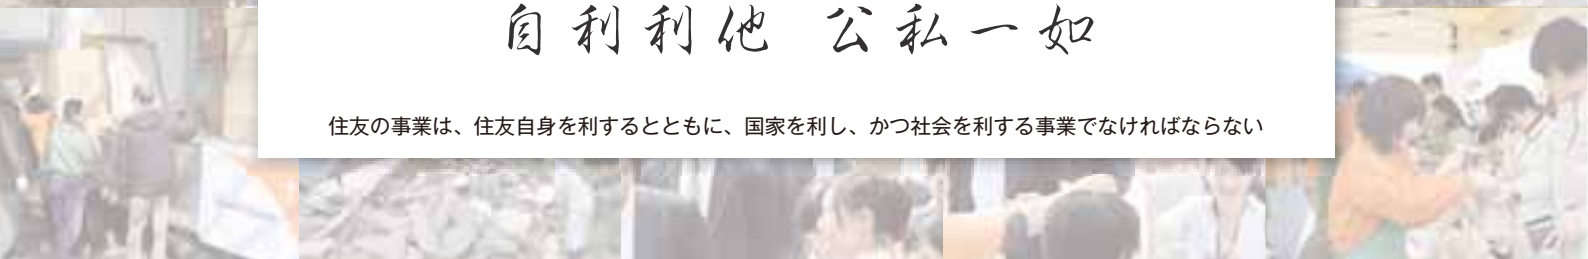 自利利他 公私一如
住友の事業は、住友自身を利するとともに、国家を利し、かつ社会を利する事業でなければならない